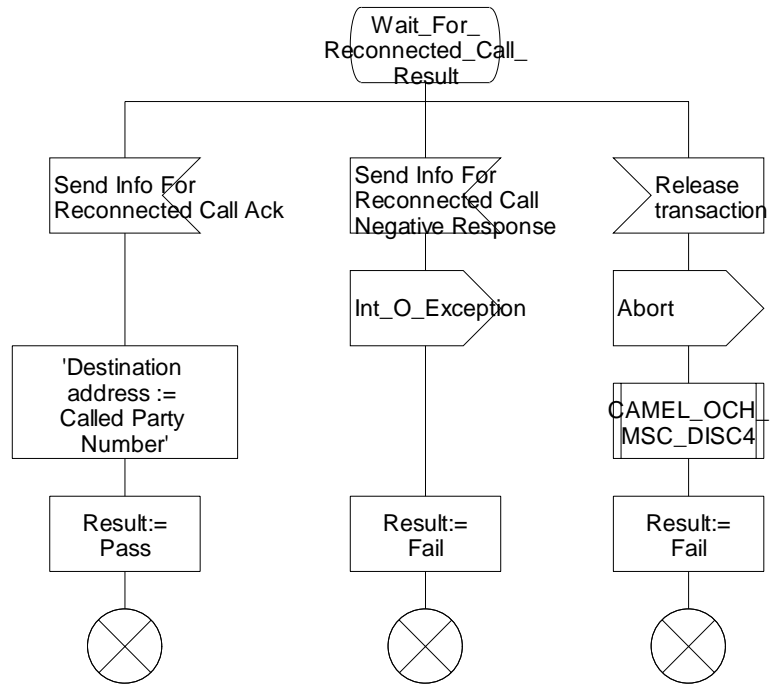 Wait_For_
Reconnected_Call_
Result
Send Info For
Reconnected Call Ack
Send Info For
Reconnected Call
Negative Response
Release
transaction
Int_O_Exception
Abort
'Destination
address :=
Called Party
Number'
CAMEL_OCH_
MSC_DISC4
Result:=
Pass
Result:=
Fail
Result:=
Fail